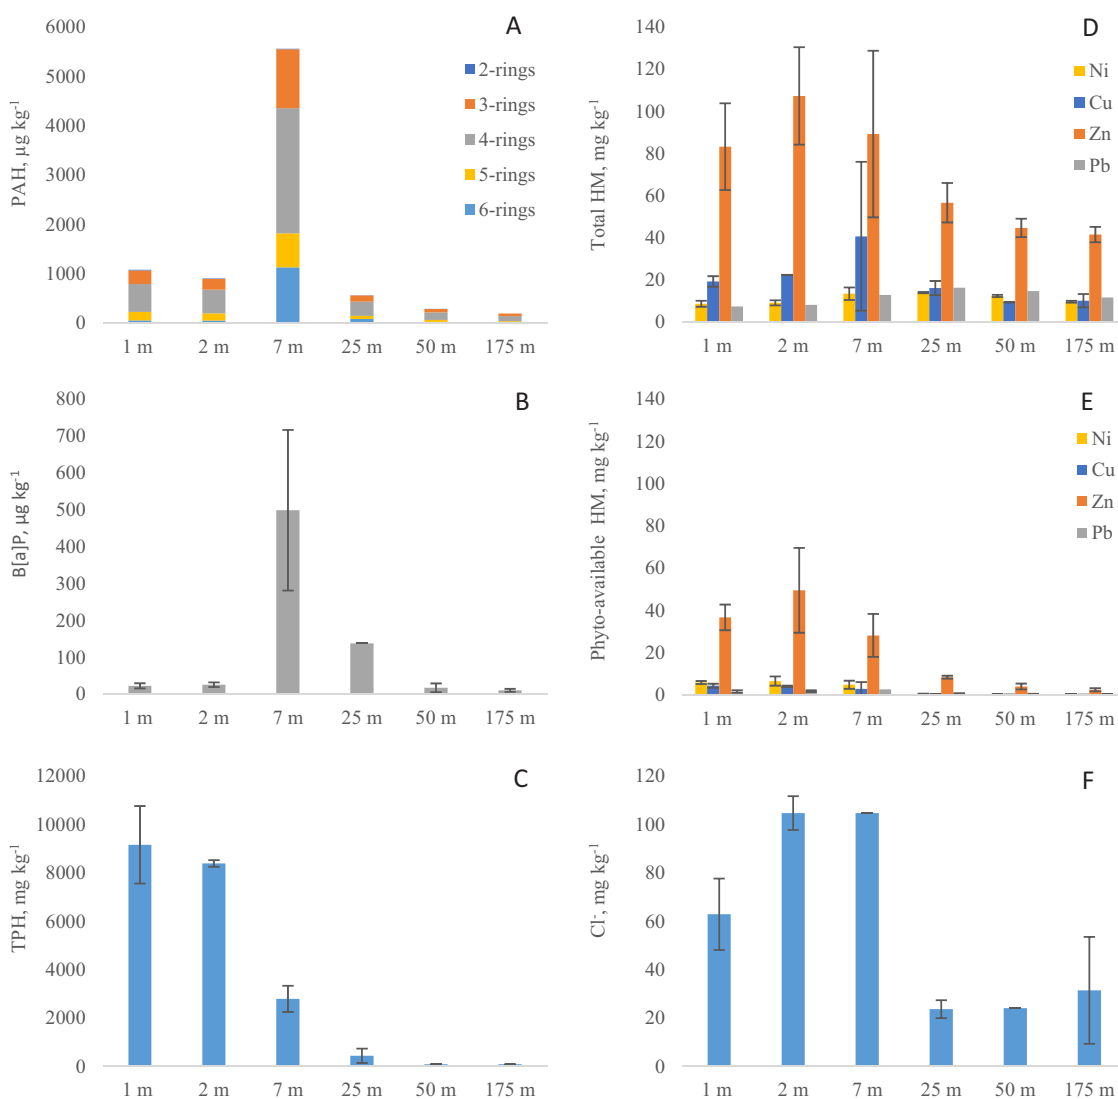 A
PAH, µg kg⁻¹
6000
5000
4000
3000
2000
1000
0
2-rings
3-rings
4-rings
5-rings
6-rings
1 m 2 m 7 m 25 m 50 m 175 m
D
Total HM, mg kg⁻¹
140
120
100
80
60
40
20
0
Ni
Cu
Zn
Pb
1 m 2 m 7 m 25 m 50 m 175 m
B
B[a]P, µg kg⁻¹
800
700
600
500
400
300
200
100
0
1 m 2 m 7 m 25 m 50 m 175 m
E
Phyto-available HM, mg kg⁻¹
140
120
100
80
60
40
20
0
Ni
Cu
Zn
Pb
1 m 2 m 7 m 25 m 50 m 175 m
C
TPH, mg kg⁻¹
12000
10000
8000
6000
4000
2000
0
1 m 2 m 7 m 25 m 50 m 175 m
F
Cl⁻, mg kg⁻¹
120
100
80
60
40
20
0
1 m 2 m 7 m 25 m 50 m 175 m